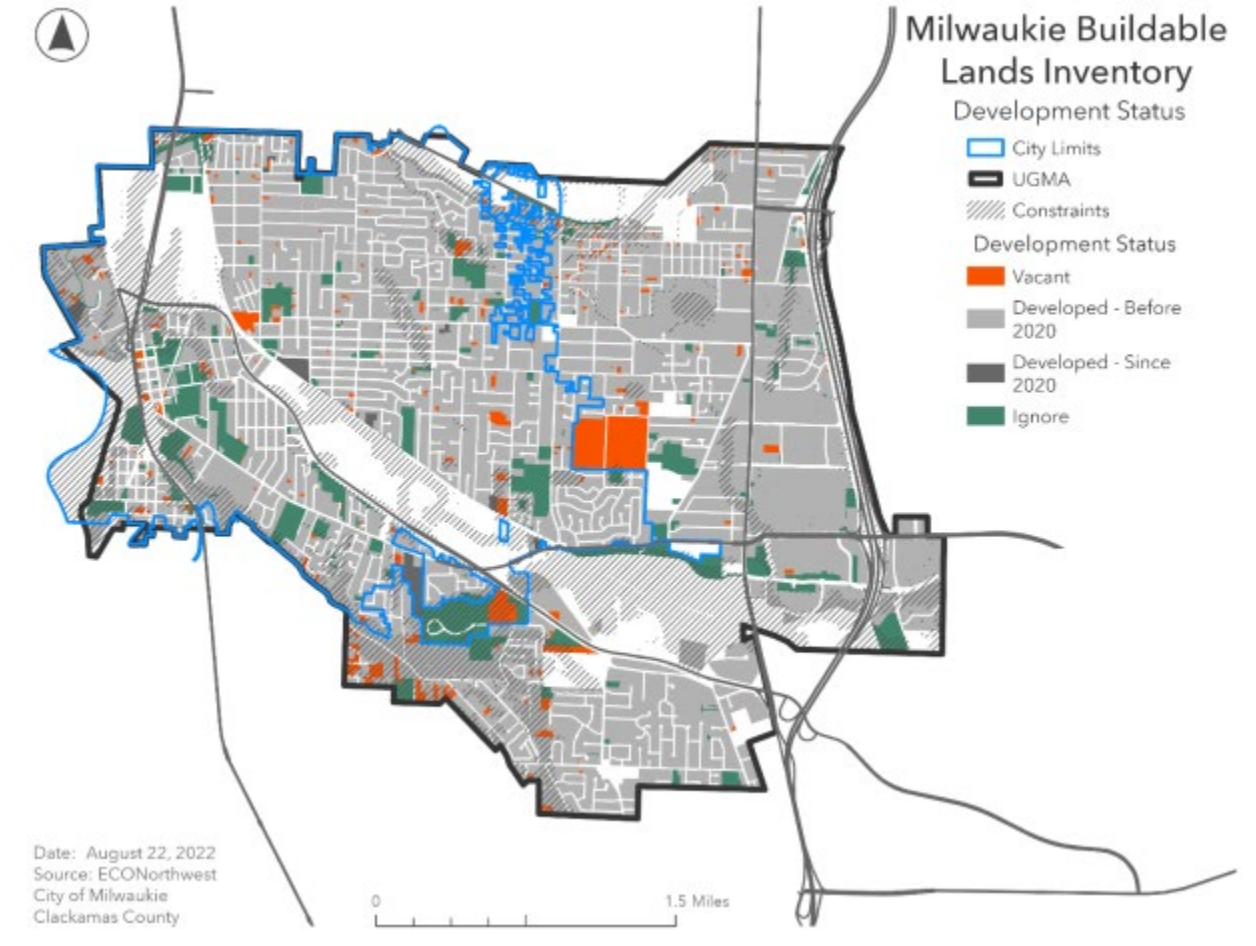 Milwaukie Buildable
Lands Inventory
Development Status
City Limits
UGMA
Constraints
Development Status
Vacant
Developed - Before
2020
Developed - Since
2020
Ignore
Date: August 22, 2022
Source: ECONorthwest
City of Milwaukie
Clackamas County
0 1.5 Miles